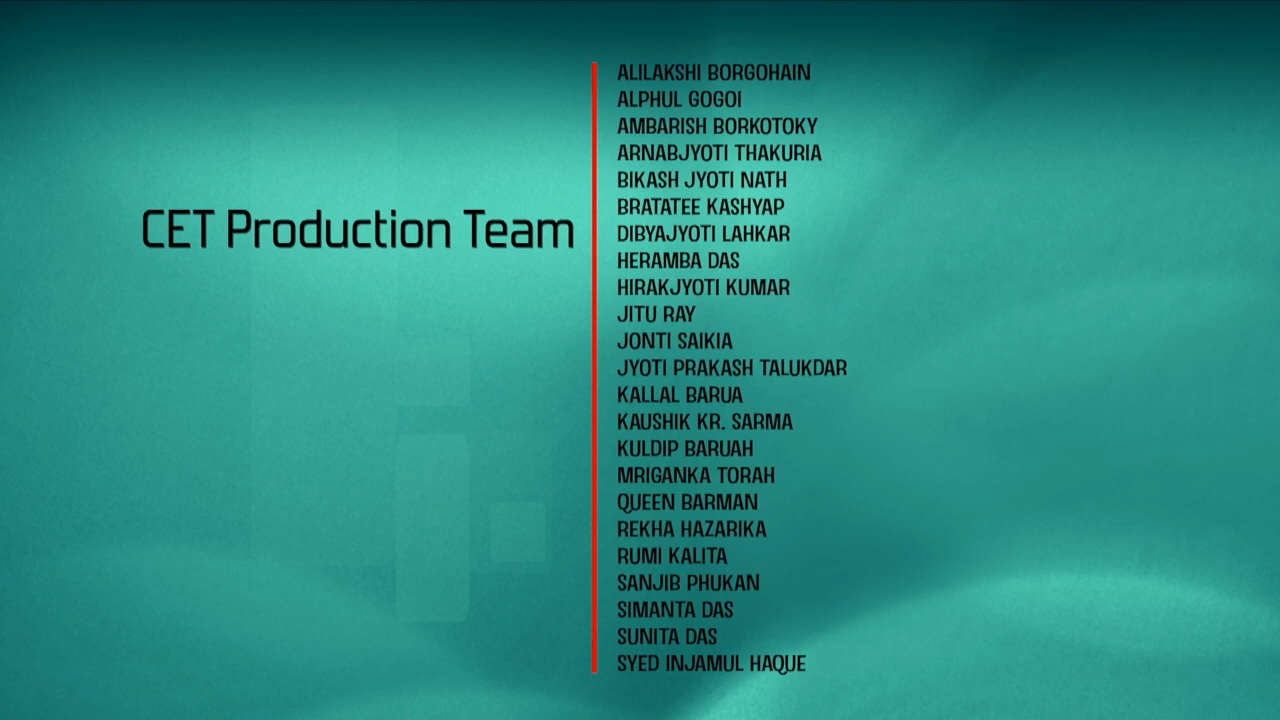 CET Production Team
ALILAKSHI BORGOHAIN
ALPHUL GOGOI
AMBARISH BORKOTOKY
ARNABJYOTI THAKURIA
BIKASH JYOTI NATH
BRATATEE KASHYAP
DIBYAJYOTI LAHKAR
HERAMBA DAS
HIRAKJYOTI KUMAR
JITU RAY
JONTI SAIKIA
JYOTI PRAKASH TALUKDAR
KALLAL BARUA
KAUSHIK KR. SARMA
KULDIP BARUAH
MRIGANKA TORAH
QUEEN BARMAN
REKHA HAZARIKA
RUMI KALITA
SANJIB PHUKAN
SIMANTA DAS
SUNITA DAS
SYED INJAMUL HAQUE